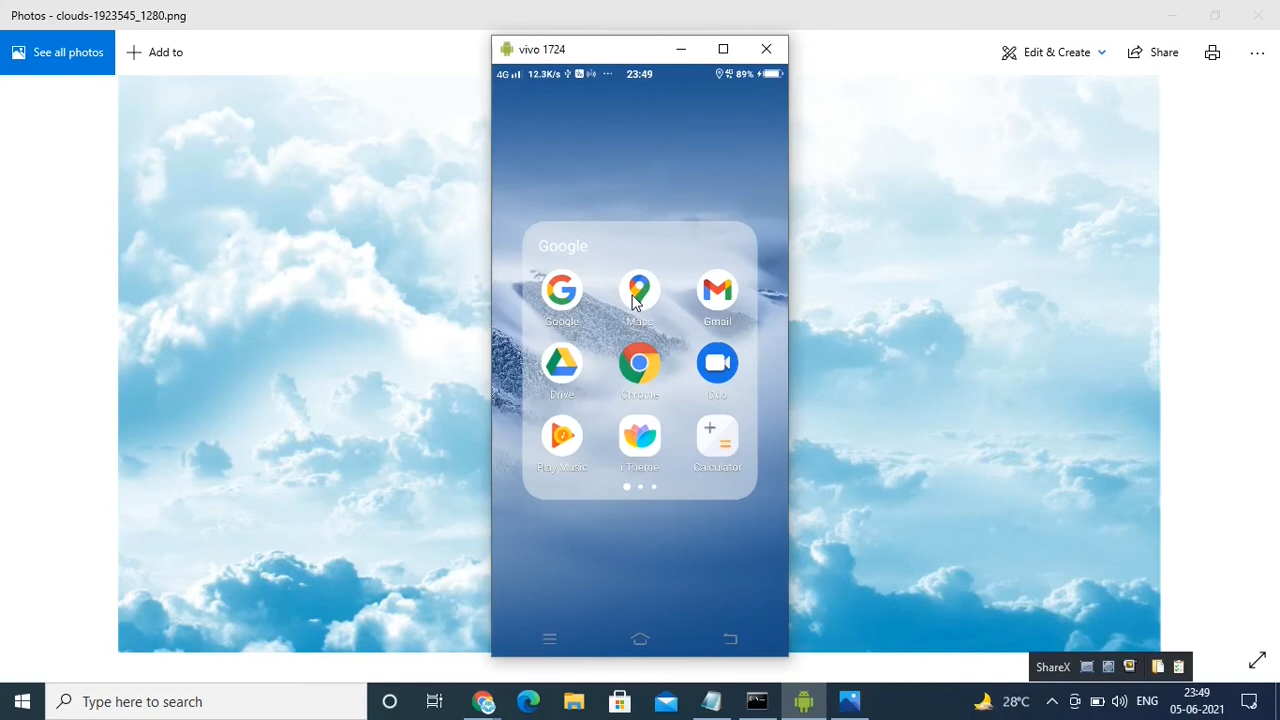 Photos - clouds-1923545_1280.png
See all photos
Add to
Edit & Create
Share
vivo 1724
4G 12.3K/s 23:49 4G 89%
Google
Google Maps Gmail
Drive Chrome Duo
Play Music i Theme Calculator
ShareX
Type here to search
28°C
ENG
23:49
05-06-2021